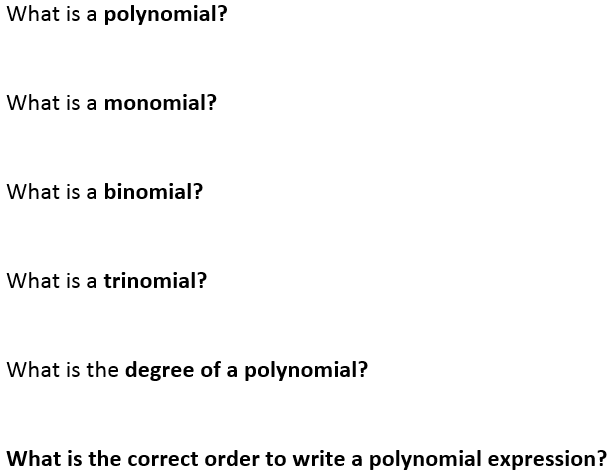 What is a polynomial?
What is a monomial?
What is a binomial?
What is a trinomial?
What is the degree of a polynomial?
What is the correct order to write a polynomial expression?